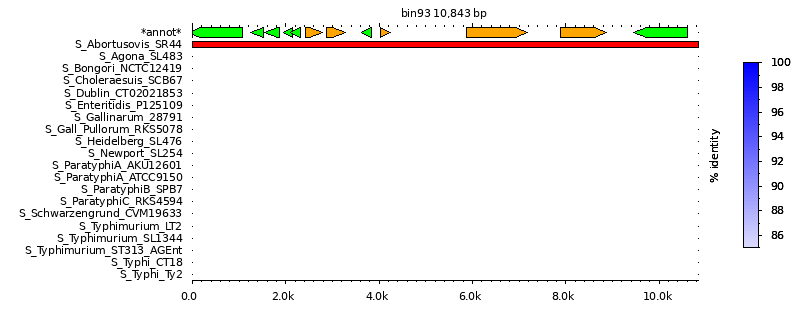 bin93 10,843 bp
*annot*
S_Abortusovis_SR44
S_Agona_SL483
S_Bongori_NCTC12419
S_Choleraesuis_SCB67
S_Dublin_CT02021853
S_Enteritidis_P125109
S_Gallinarum_28791
S_Gall_Pullorum_RKS5078
S_Heidelberg_SL476
S_Newport_SL254
S_ParatyphiA_AKU12601
S_ParatyphiA_ATCC9150
S_ParatyphiB_SPB7
S_ParatyphiC_RKS4594
S_Schwarzengrund_CVM19633
S_Typhimurium_LT2
S_Typhimurium_SL1344
S_Typhimurium_ST313_AGEnt
S_Typhi_CT18
S_Typhi_Ty2
0.0 2.0k 4.0k 6.0k 8.0k 10.0k
% identity
100
98
96
94
92
90
88
86